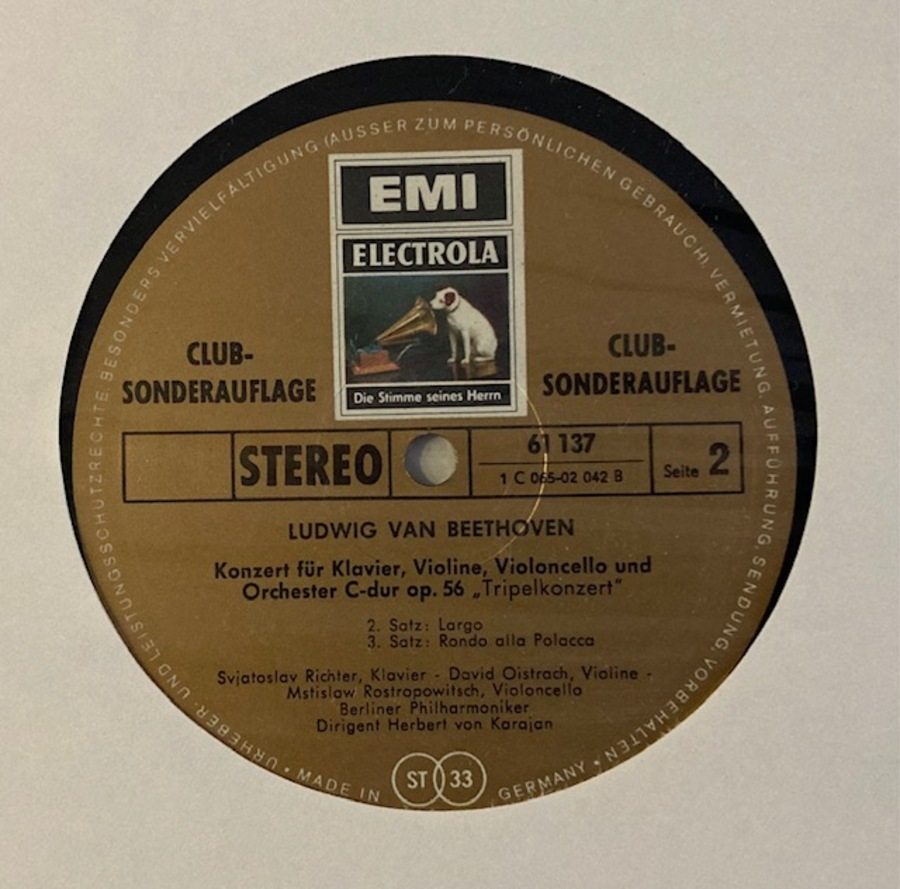 URHEBER- UND LEISTUNGSSCHUTZRECHTE, BESONDERS VERVIELFÄLTIGUNG (AUSSER ZUM PERSÖNLICHEN GEBRAUCH), VERMIETUNG, AUFFÜHRUNG, SENDUNG, VORBEHALTEN •
EMI
ELECTROLA
Die Stimme seines Herrn
CLUB-
SONDERAUFLAGE
CLUB-
SONDERAUFLAGE
STEREO
61 137
1 C 065-02 042 B
Seite 2
LUDWIG VAN BEETHOVEN
Konzert für Klavier, Violine, Violoncello und
Orchester C-dur op. 56 „Tripelkonzert“
2. Satz: Largo
3. Satz: Rondo alla Polacca
Svjatoslav Richter, Klavier - David Oistrach, Violine -
Mstislaw Rostropowitsch, Violoncello
Berliner Philharmoniker
Dirigent Herbert von Karajan
• MADE IN GERMANY •
ST 33